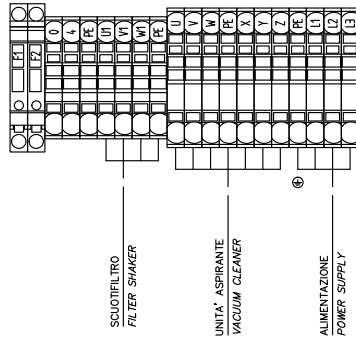 F1
F2
0
4
PE
U1
V1
W1
PE
U
V
W
PE
X
Y
Z
PE
L1
L2
L3
SCUOTIFILTRO
FILTER SHAKER
UNITA' ASPIRANTE
VACUUM CLEANER
ALIMENTAZIONE
POWER SUPPLY